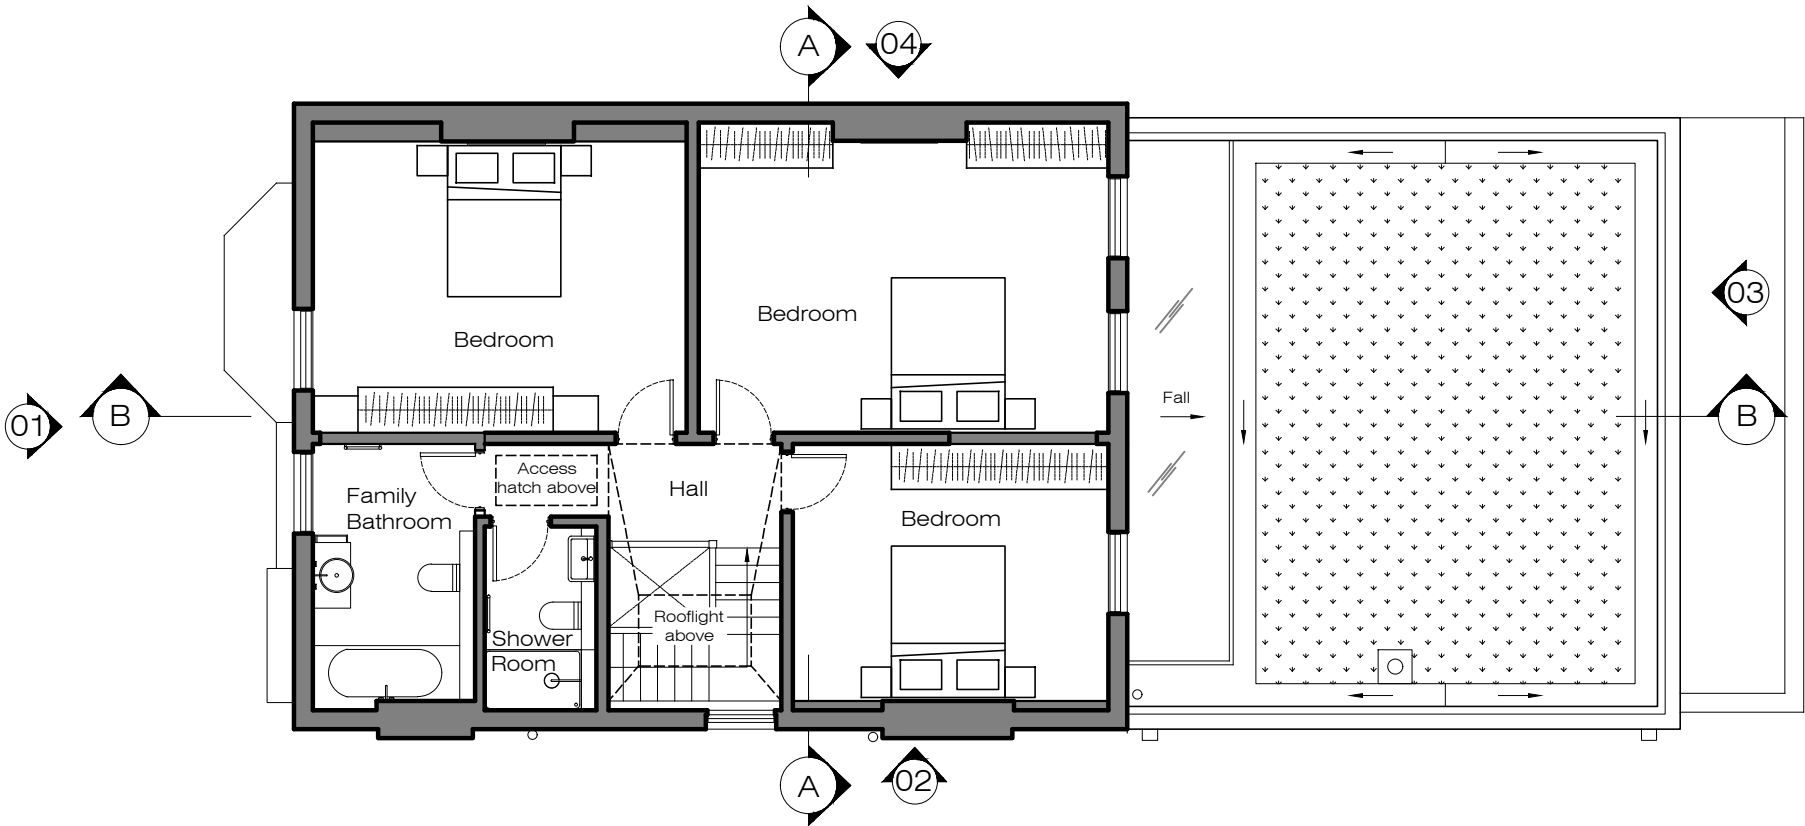 A
04
Bedroom
Bedroom
03
Fall
01
B
B
Access
hatch above
Hall
Family
Bathroom
Bedroom
Rooflight
above
Shower
Room
A
02